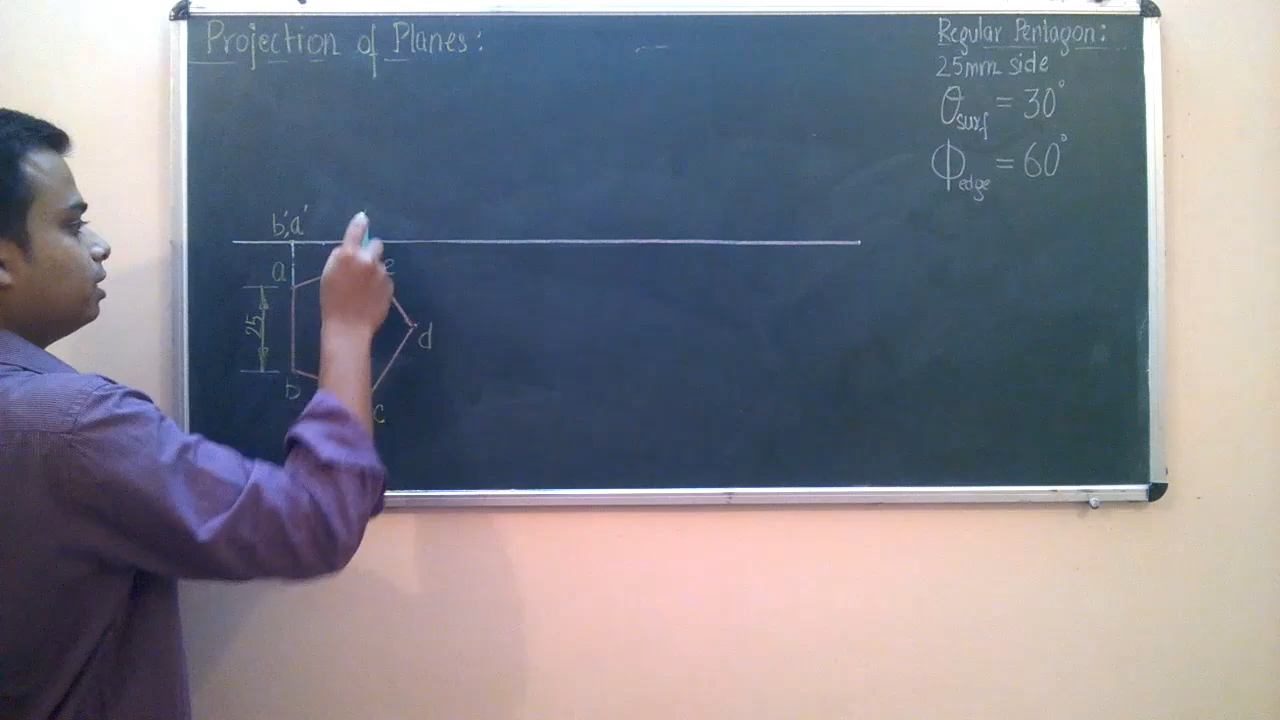 Projection of Planes:
Regular Pentagon:
25mm side
θsurf = 30°
ϕedge = 60°
b',a'
a
e
25
d
b
c